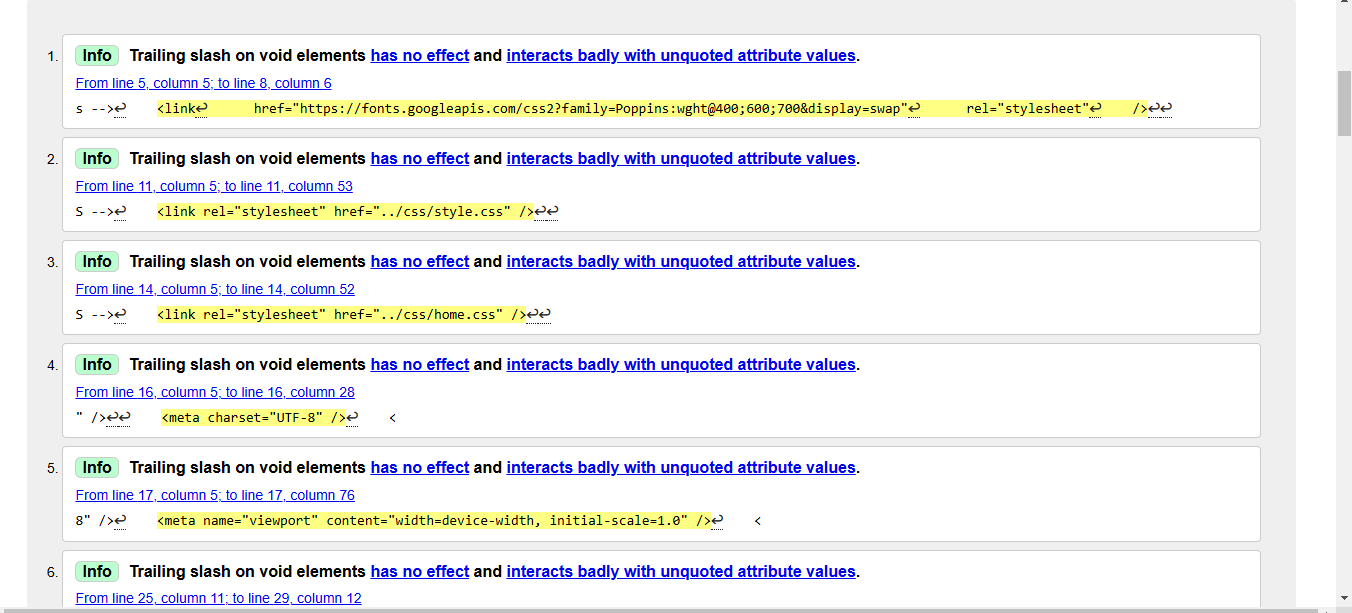 1. Info Trailing slash on void elements has no effect and interacts badly with unquoted attribute values.
From line 5, column 5; to line 8, column 6
s -->↩    <link↩      href="https://fonts.googleapis.com/css2?family=Poppins:wght@400;600;700&display=swap"↩      rel="stylesheet"↩    />↩↩
2. Info Trailing slash on void elements has no effect and interacts badly with unquoted attribute values.
From line 11, column 5; to line 11, column 53
S -->↩    <link rel="stylesheet" href="../css/style.css" />↩↩
3. Info Trailing slash on void elements has no effect and interacts badly with unquoted attribute values.
From line 14, column 5; to line 14, column 52
S -->↩    <link rel="stylesheet" href="../css/home.css" />↩↩
4. Info Trailing slash on void elements has no effect and interacts badly with unquoted attribute values.
From line 16, column 5; to line 16, column 28
" />↩↩    <meta charset="UTF-8" />↩    <
5. Info Trailing slash on void elements has no effect and interacts badly with unquoted attribute values.
From line 17, column 5; to line 17, column 76
8" />↩    <meta name="viewport" content="width=device-width, initial-scale=1.0" />↩    <
6. Info Trailing slash on void elements has no effect and interacts badly with unquoted attribute values.
From line 25, column 11; to line 29, column 12